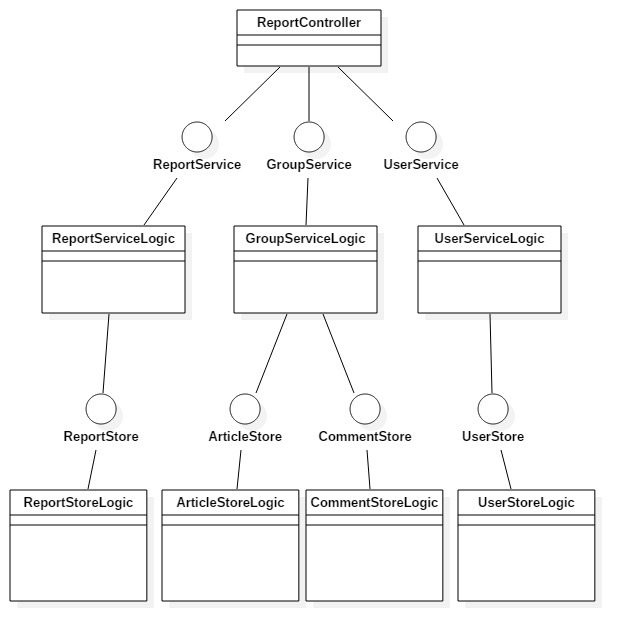 ReportController
ReportService
GroupService
UserService
ReportServiceLogic
GroupServiceLogic
UserServiceLogic
ReportStore
ArticleStore
CommentStore
UserStore
ReportStoreLogic
ArticleStoreLogic
CommentStoreLogic
UserStoreLogic